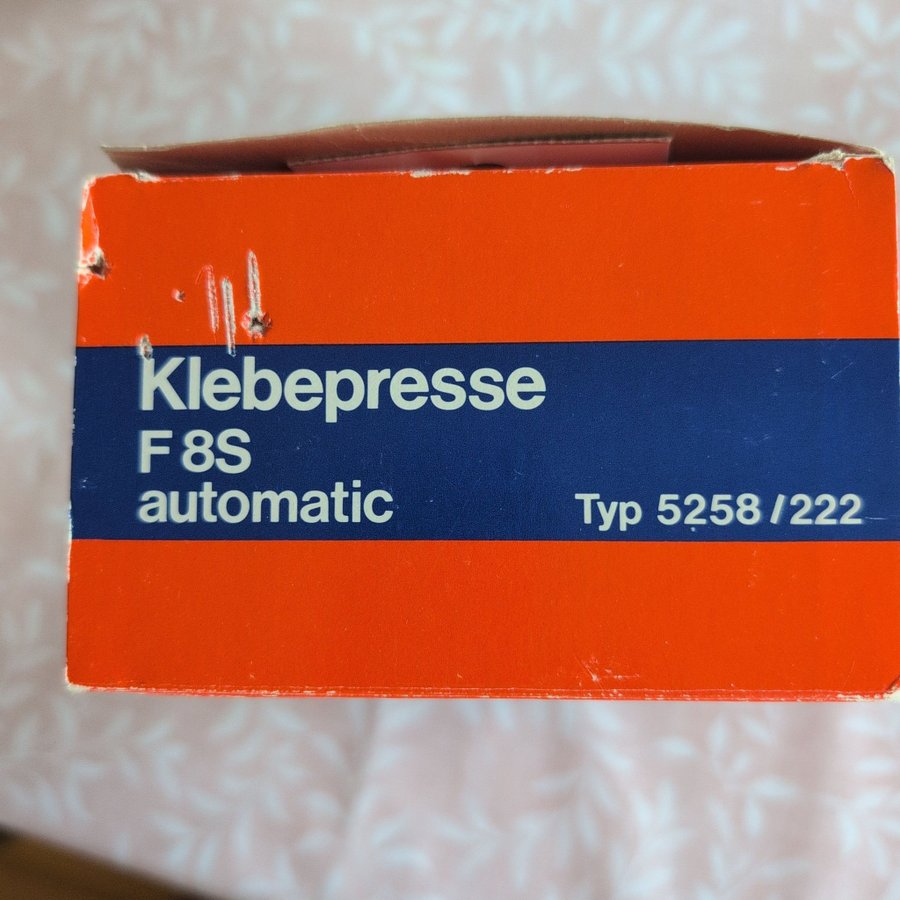 Klebepresse
F 8S
automatic
Typ 5258 / 222